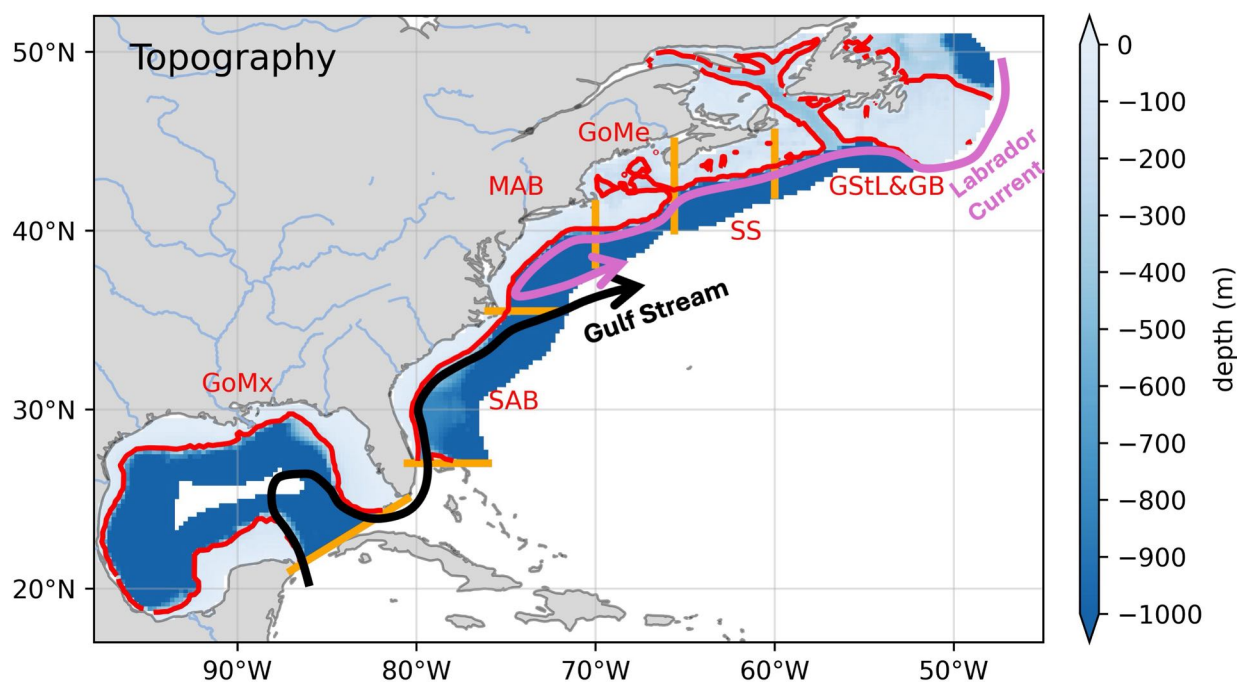 Topography
50°N
40°N
30°N
20°N
90°W
80°W
70°W
60°W
50°W
GoMe
MAB
GStL&GB
SS
SAB
GoMx
Labrador
Current
Gulf Stream
0
−100
−200
−300
−400
−500
−600
−700
−800
−900
−1000
depth (m)